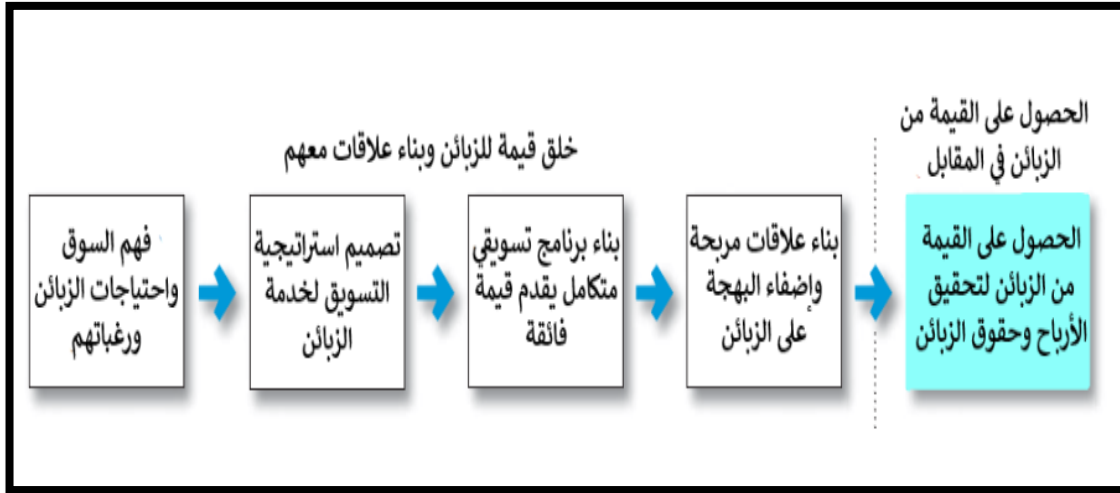 خلق قيمة للزبائن وبناء علاقات معهم
فهم السوق
واحتياجات الزبائن
ورغباتهم
تصميم استراتيجية
التسويق لخدمة
الزبائن
بناء برنامج تسويقي
متكامل يقدم قيمة
فائقة
بناء علاقات مربحة
وإضفاء البهجة
على الزبائن
الحصول على القيمة من
الزبائن في المقابل
الحصول على القيمة
من الزبائن لتحقيق
الأرباح وحقوق الزبائن